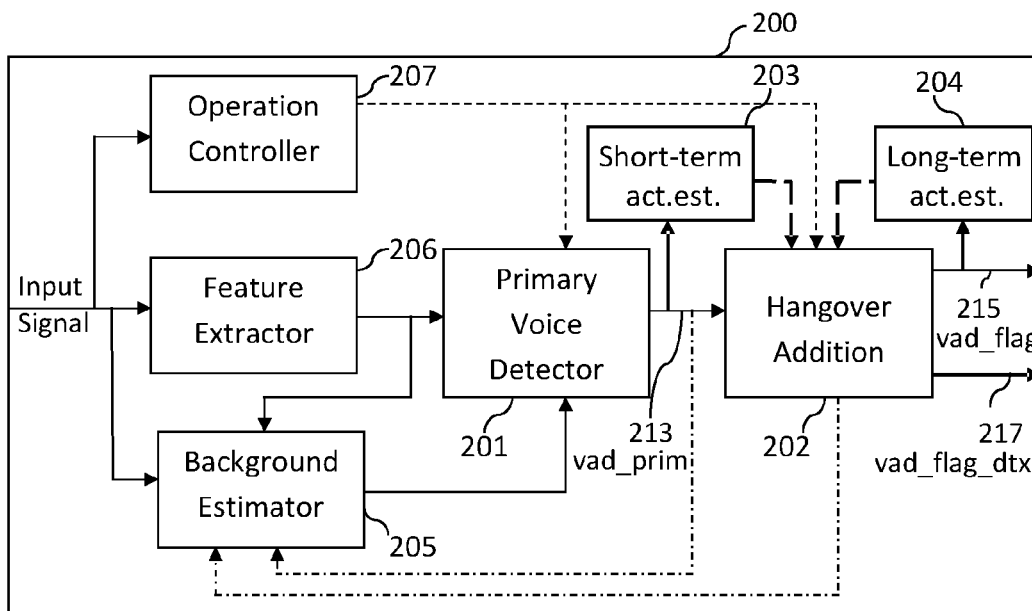 200
207
Operation
Controller
203
Short-term
act.est.
204
Long-term
act.est.
206
Feature
Extractor
Input
Signal
Primary
Voice
Detector
201
213
vad_prim
Hangover
Addition
202
215
vad_flag
217
vad_flag_dtx
Background
Estimator
205